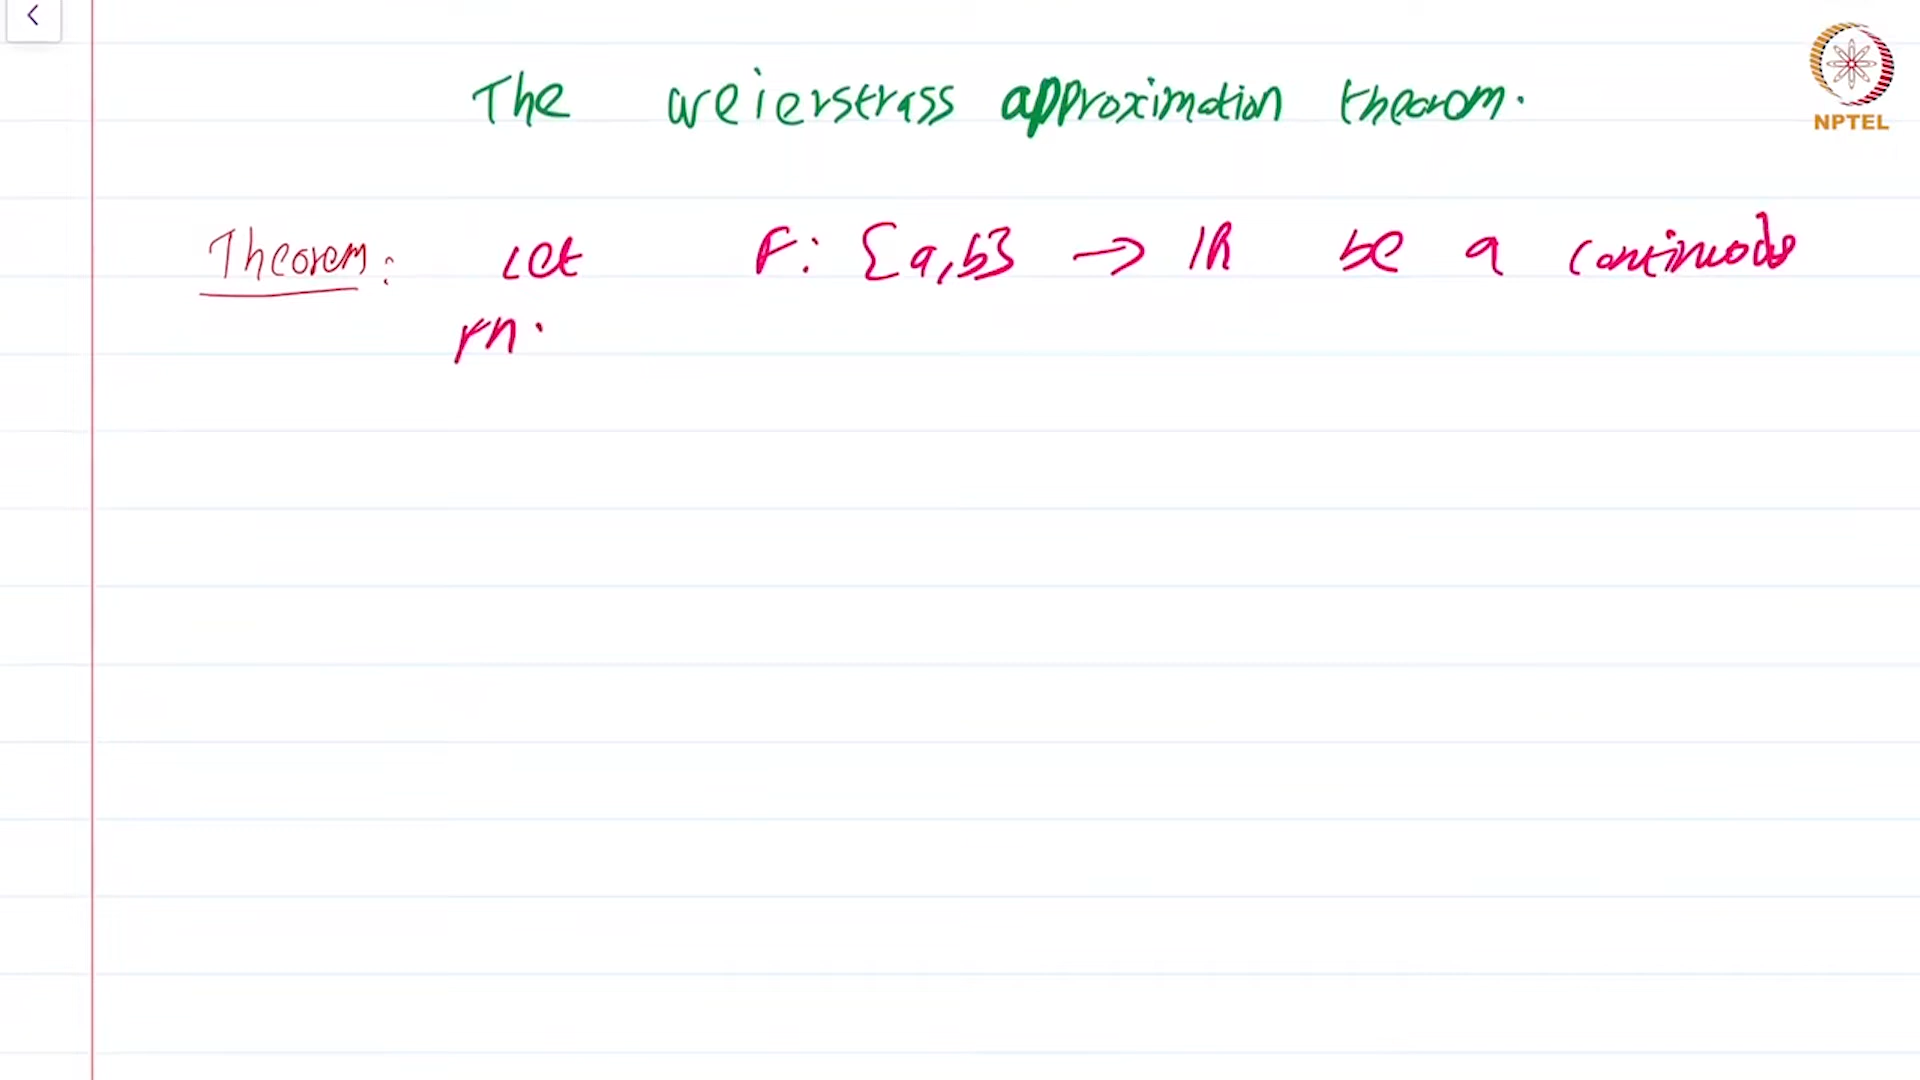 The weierstrass approximation theorem.
NPTEL
Theorem: Let F: [a,b] → ℝ be a continuous
fn.